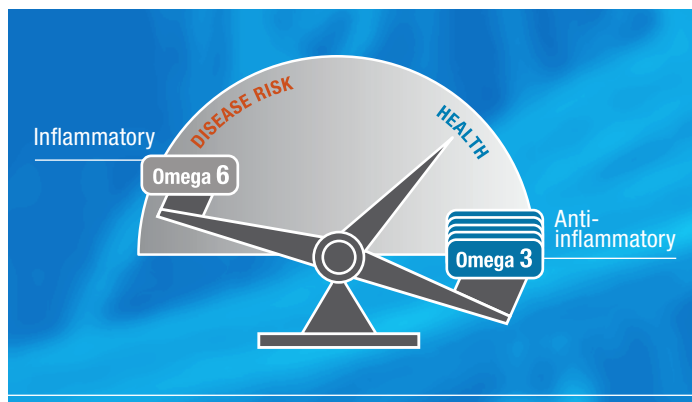 DISEASE RISK
HEALTH
Inflammatory
Omega 6
Anti-
inflammatory
Omega 3